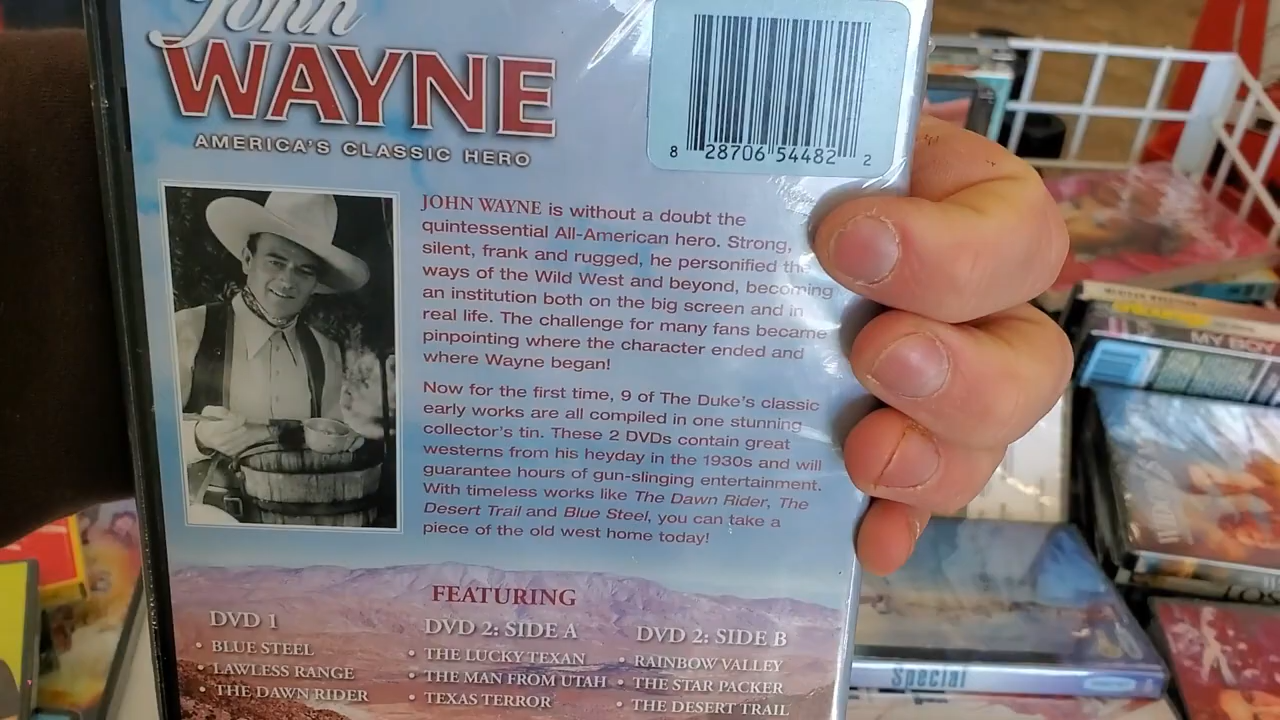 John
WAYNE
AMERICA'S CLASSIC HERO
8 28706 54482 2
JOHN WAYNE is without a doubt the
quintessential All-American hero. Strong,
silent, frank and rugged, he personified the
ways of the Wild West and beyond, becoming
an institution both on the big screen and in
real life. The challenge for many fans became
pinpointing where the character ended and
where Wayne began!
Now for the first time, 9 of The Duke's classic
early works are all compiled in one stunning
collector's tin. These 2 DVDs contain great
westerns from his heyday in the 1930s and will
guarantee hours of gun-slinging entertainment.
With timeless works like The Dawn Rider, The
Desert Trail and Blue Steel, you can take a
piece of the old west home today!
FEATURING
DVD 1
• BLUE STEEL
• LAWLESS RANGE
• THE DAWN RIDER
DVD 2: SIDE A
• THE LUCKY TEXAN
• THE MAN FROM UTAH
• TEXAS TERROR
DVD 2: SIDE B
• RAINBOW VALLEY
• THE STAR PACKER
• THE DESERT TRAIL
MY BOY
Special